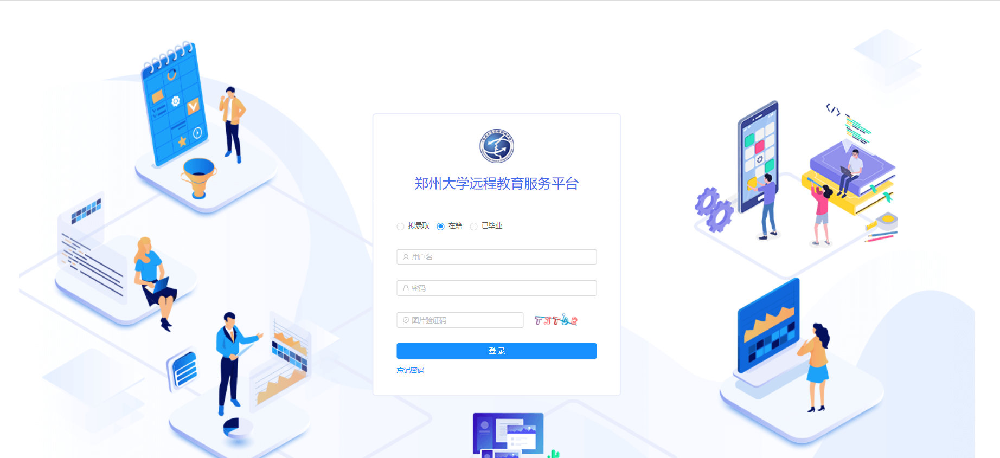 郑州大学远程教育服务平台
拟录取 在籍 已毕业
用户名
密码
图片验证码 TJTDB
登 录
忘记密码